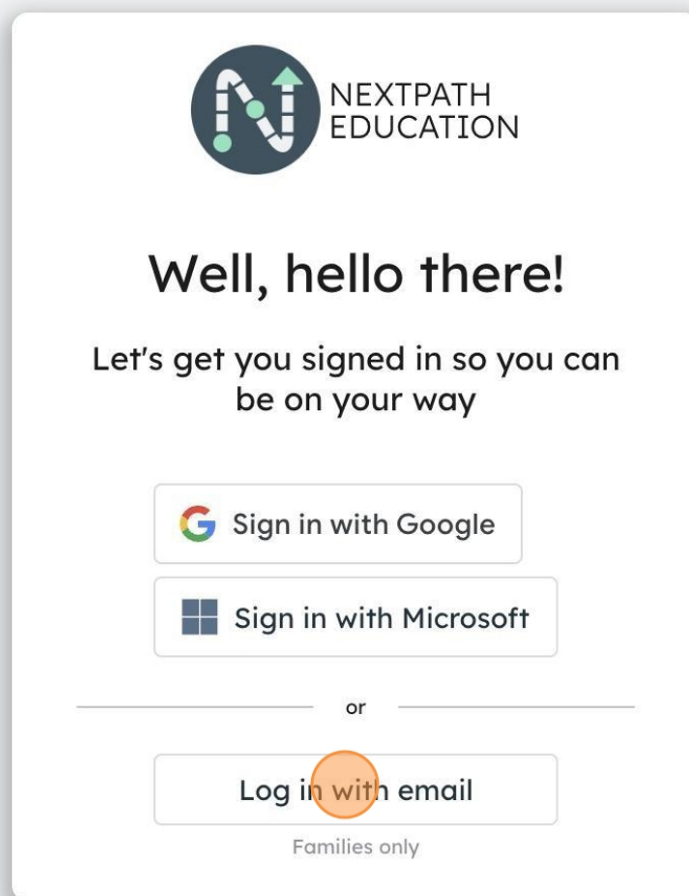 NEXTPATH
EDUCATION
Well, hello there!
Let's get you signed in so you can
be on your way
Sign in with Google
Sign in with Microsoft
or
Log in with email
Families only